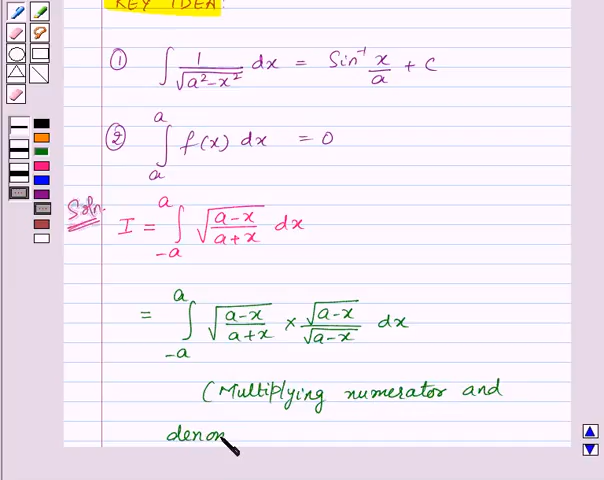 KEY IDEA:
① ∫ 1/√(a²-x²) dx = Sin⁻¹ x/a + C
② ∫ₐᵃ f(x) dx = 0
Soln. I = ∫₋ₐᵃ √((a-x)/(a+x)) dx
= ∫₋ₐᵃ √((a-x)/(a+x)) × √(a-x)/√(a-x) dx
(Multiplying numerator and
denom